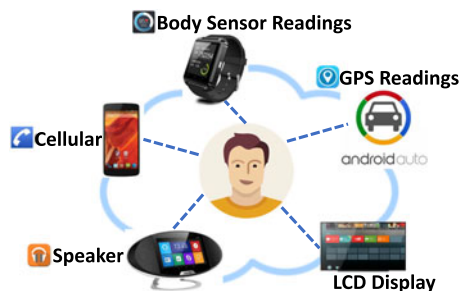 Body Sensor Readings
GPS Readings
Cellular
androidauto
Speaker
LCD Display